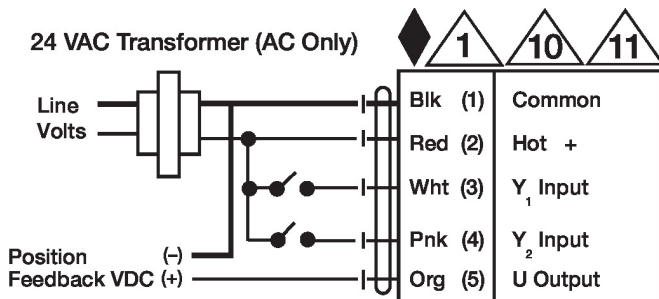 24 VAC Transformer (AC Only)
1 10 11
Line
Volts
Blk (1) Common
Red (2) Hot +
Wht (3) Y1 Input
Pnk (4) Y2 Input
Position (–)
Feedback VDC (+)
Org (5) U Output